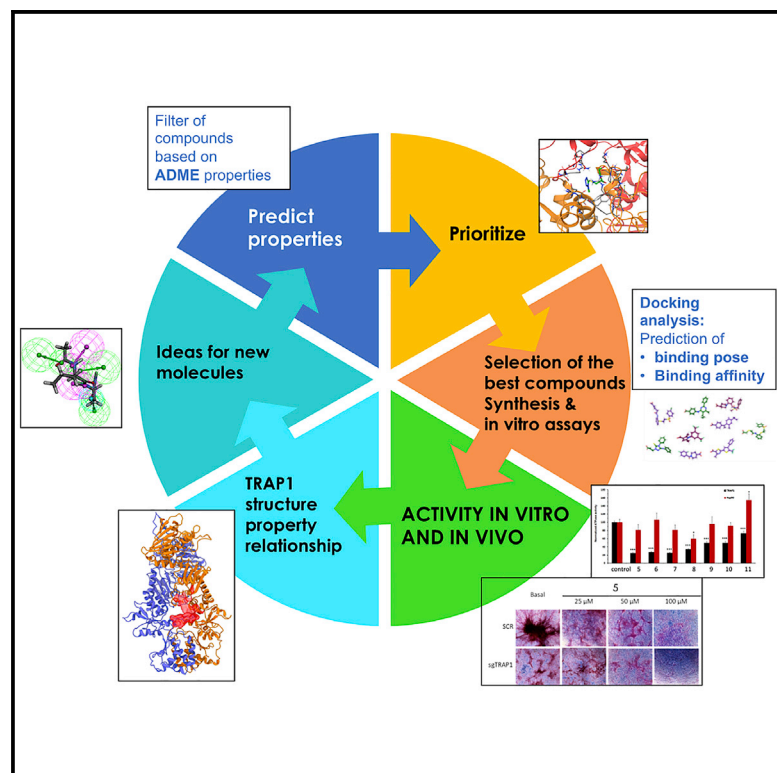 Filter of
compounds
based on
ADME properties
Predict
properties
Prioritize
Docking
analysis:
Prediction of
• binding pose
• Binding affinity
Ideas for new
molecules
Selection of the
best compounds
Synthesis &
in vitro assays
TRAP1
structure
property
relationship
ACTIVITY IN VITRO
AND IN VIVO
control 5 6 7 8 9 10 11
5
Basal 25 μM 50 μM 100 μM
SCR
sgTRAP1